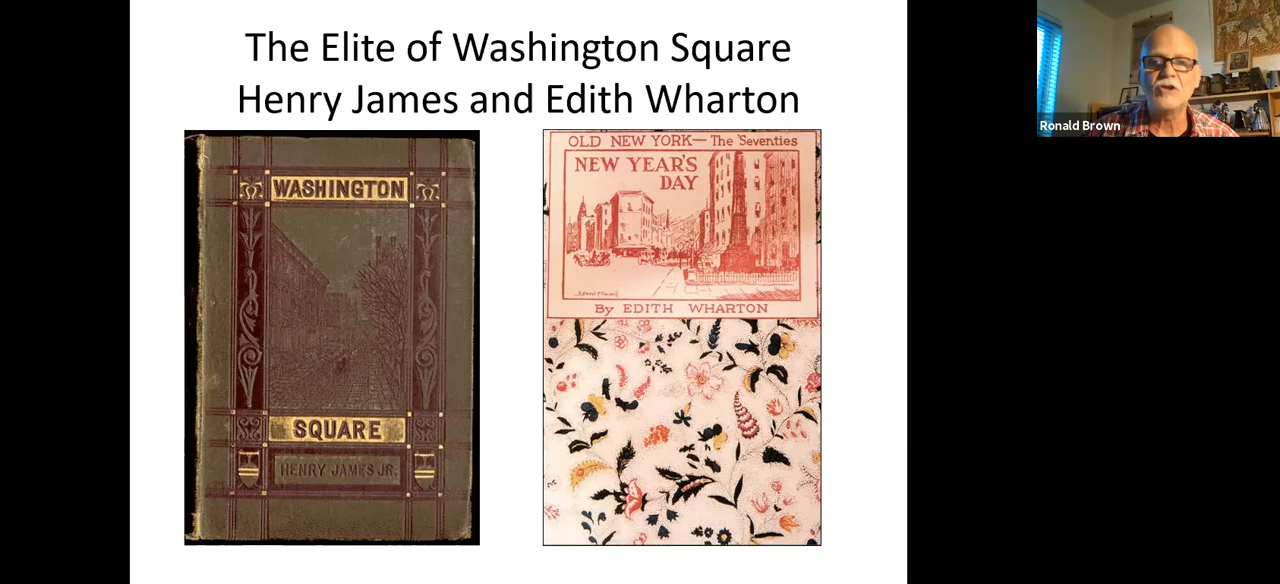 The Elite of Washington Square
Henry James and Edith Wharton
WASHINGTON
SQUARE
HENRY JAMES JR.
OLD NEW YORK—The 'Seventies
NEW YEAR'S
DAY
By EDITH WHARTON
Ronald Brown